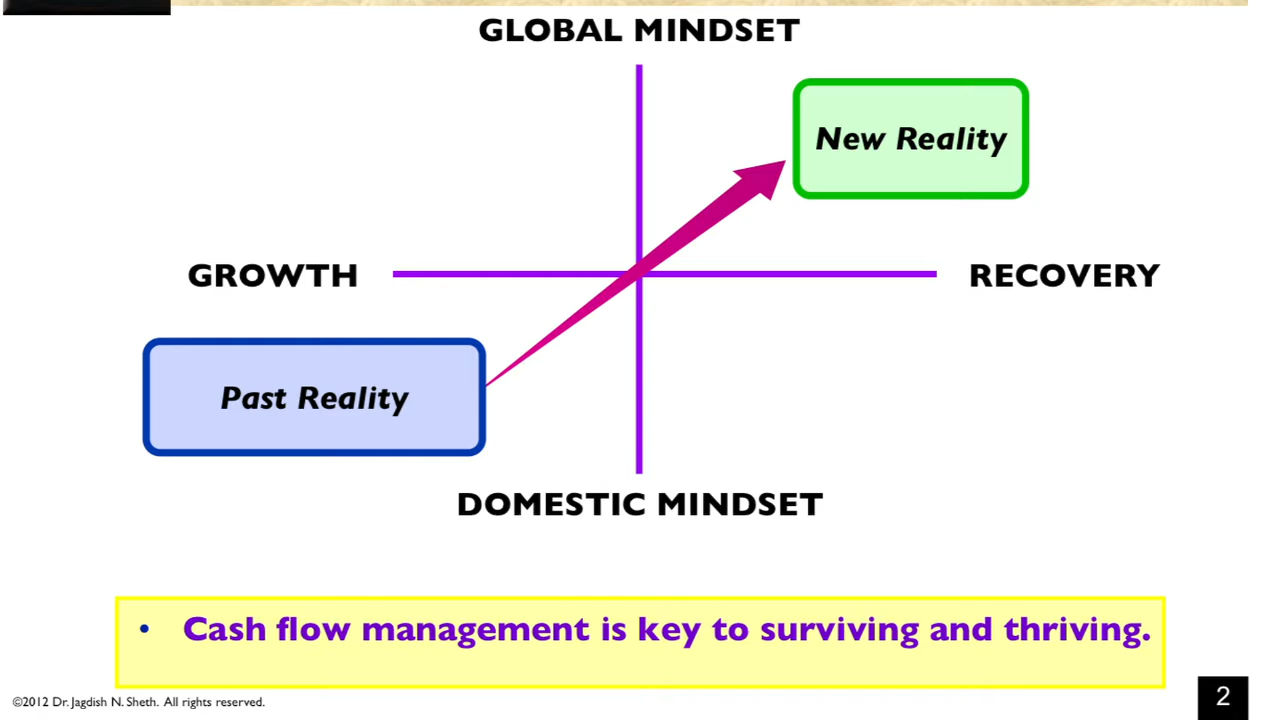 GLOBAL MINDSET
New Reality
GROWTH
RECOVERY
Past Reality
DOMESTIC MINDSET
• Cash flow management is key to surviving and thriving.
©2012 Dr. Jagdish N. Sheth. All rights reserved.
2